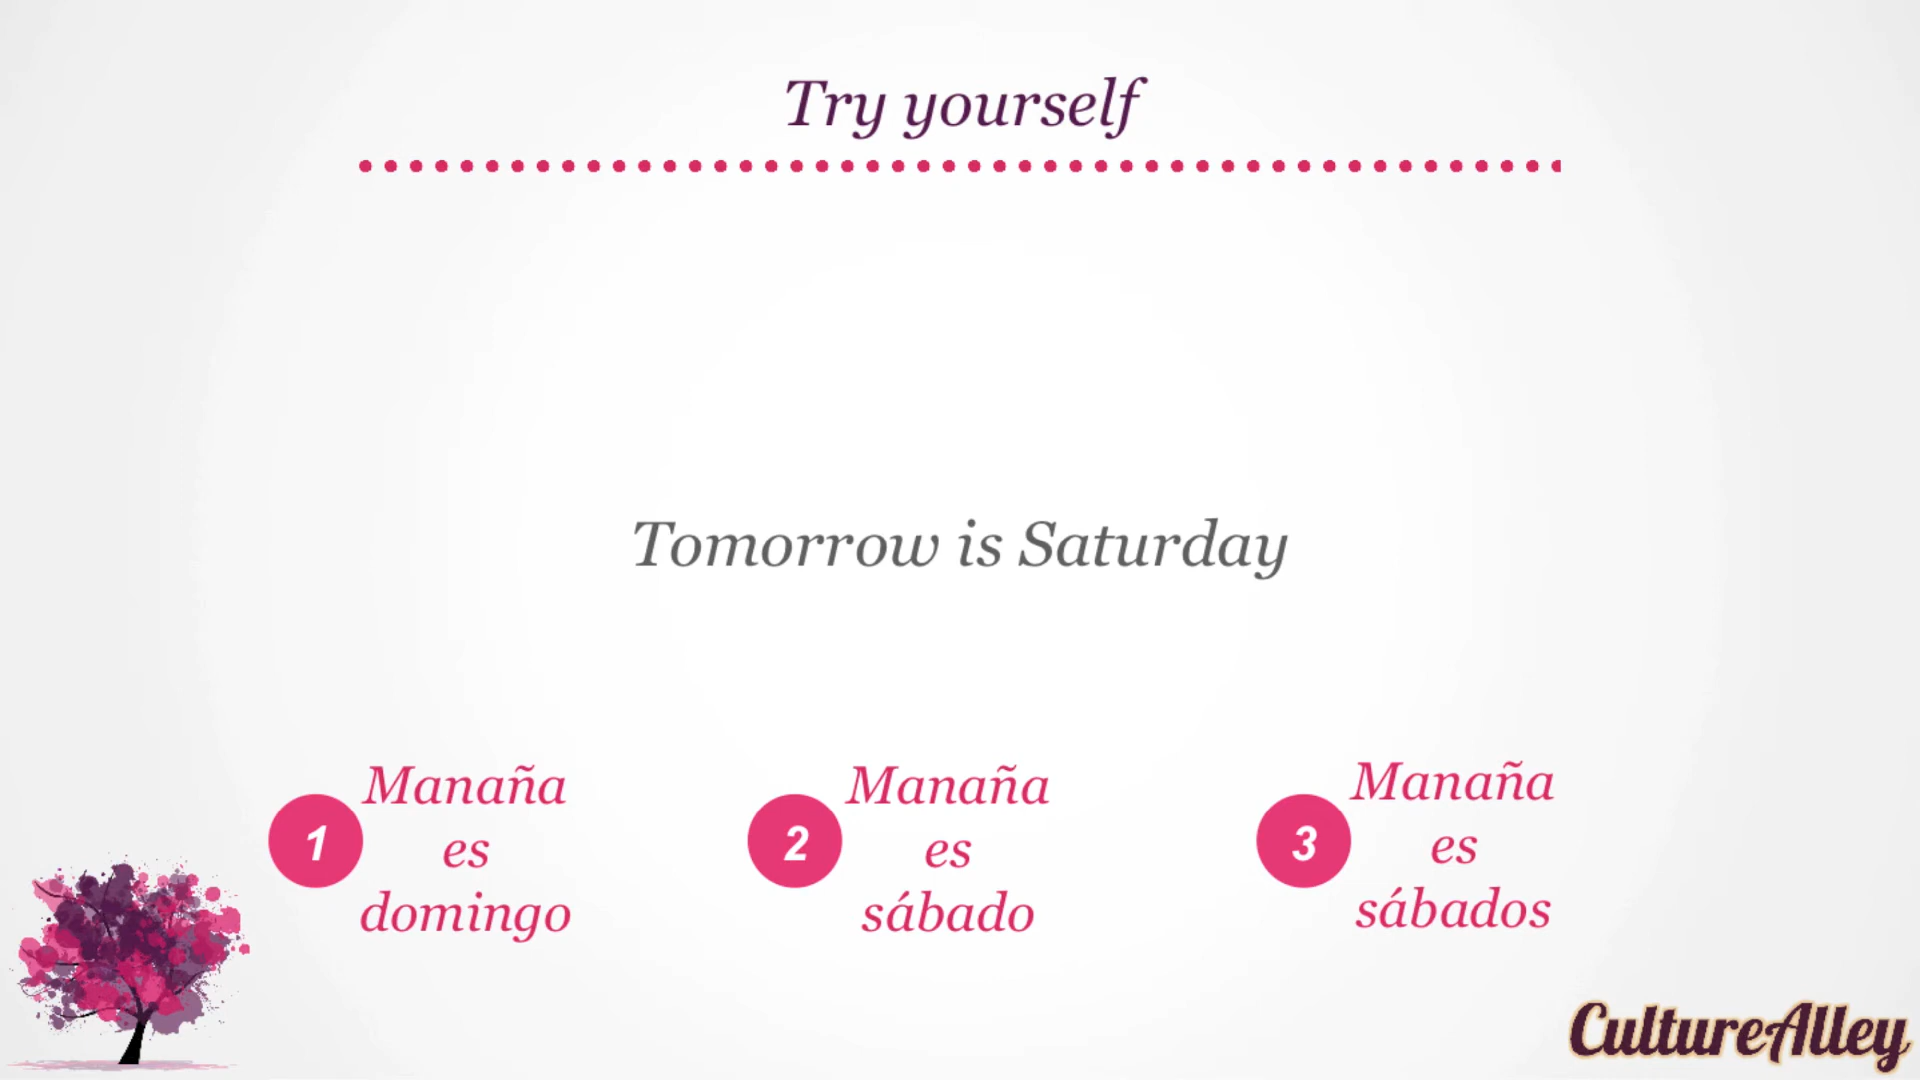 Try yourself
Tomorrow is Saturday
1
Manaña
es
domingo
2
Manaña
es
sábado
3
Manaña
es
sábados
CultureAlley